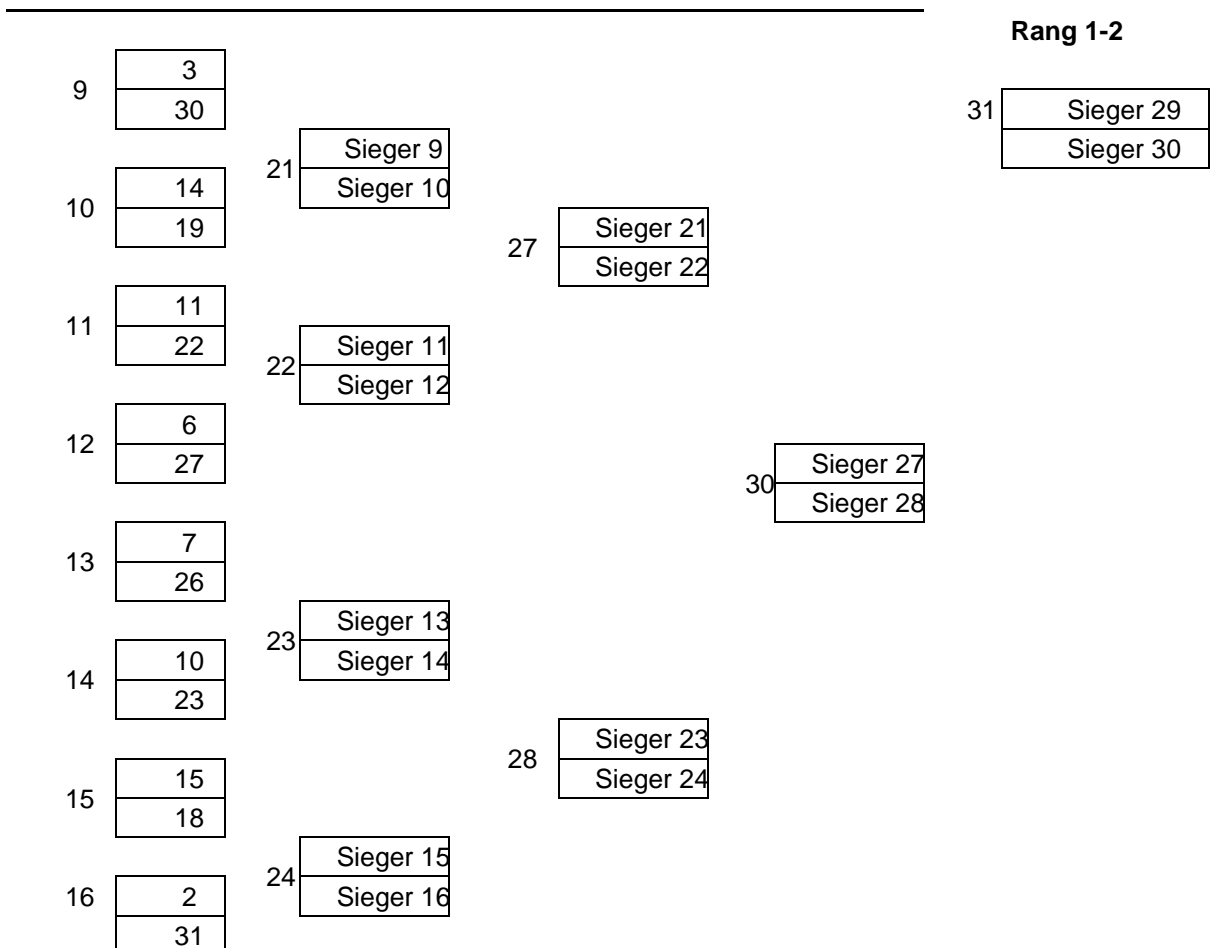 Rang 1-2
3
9
30
31
Sieger 29
Sieger 30
Sieger 9
21
Sieger 10
14
10
19
Sieger 21
27
Sieger 22
11
11
22
Sieger 11
22
Sieger 12
6
12
27
Sieger 27
30
Sieger 28
7
13
26
Sieger 13
23
Sieger 14
10
14
23
Sieger 23
28
Sieger 24
15
15
18
Sieger 15
24
Sieger 16
16
2
31